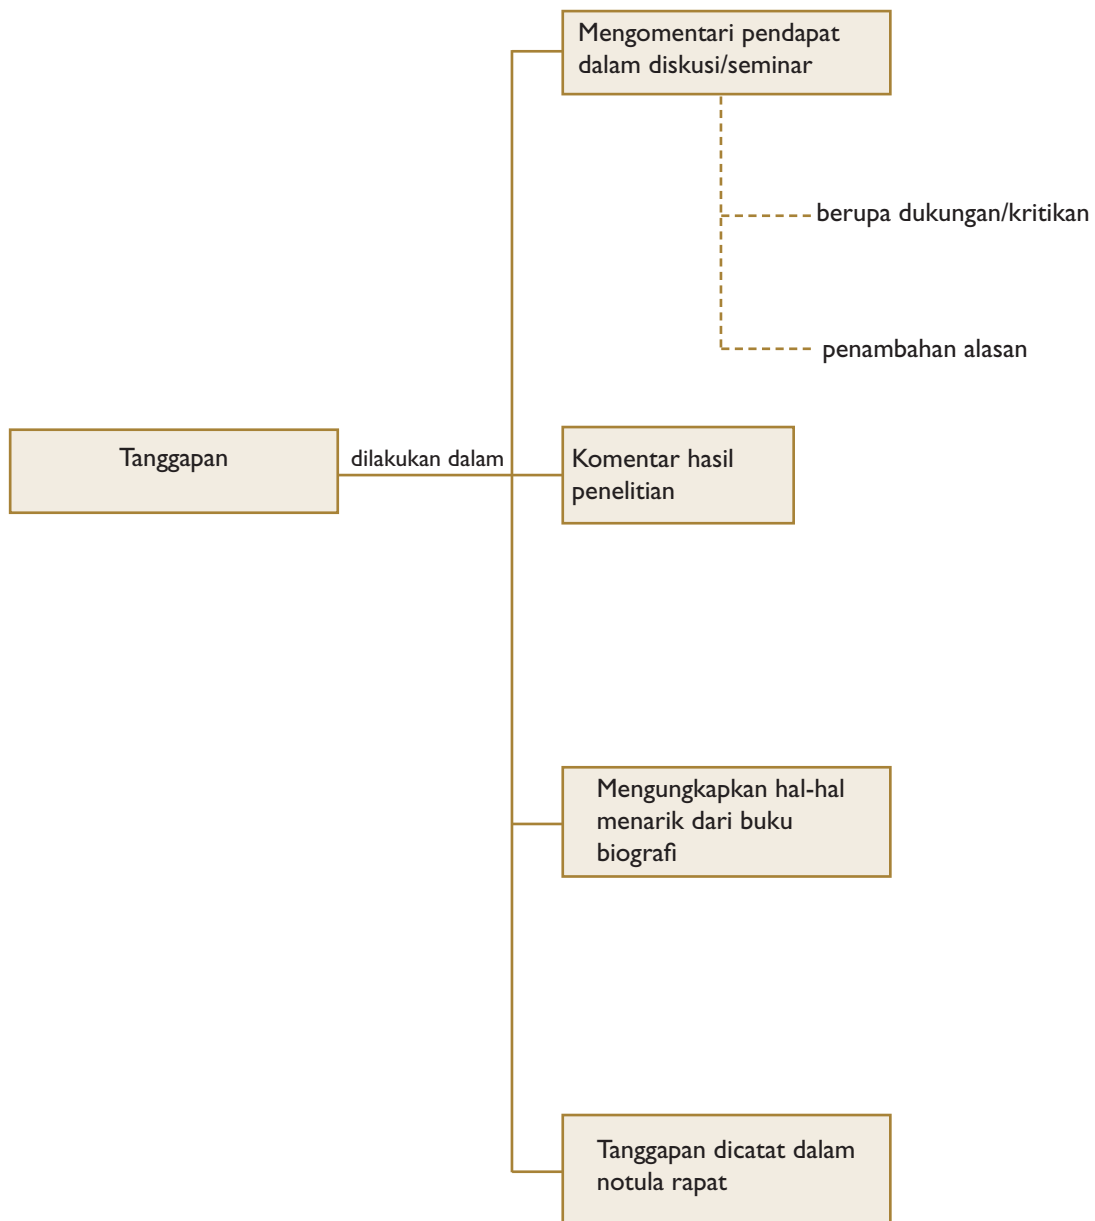 Mengomentari pendapat
dalam diskusi/seminar
berupa dukungan/kritikan
penambahan alasan
Tanggapan
dilakukan dalam
Komentar hasil
penelitian
Mengungkapkan hal-hal
menarik dari buku
biografi
Tanggapan dicatat dalam
notula rapat